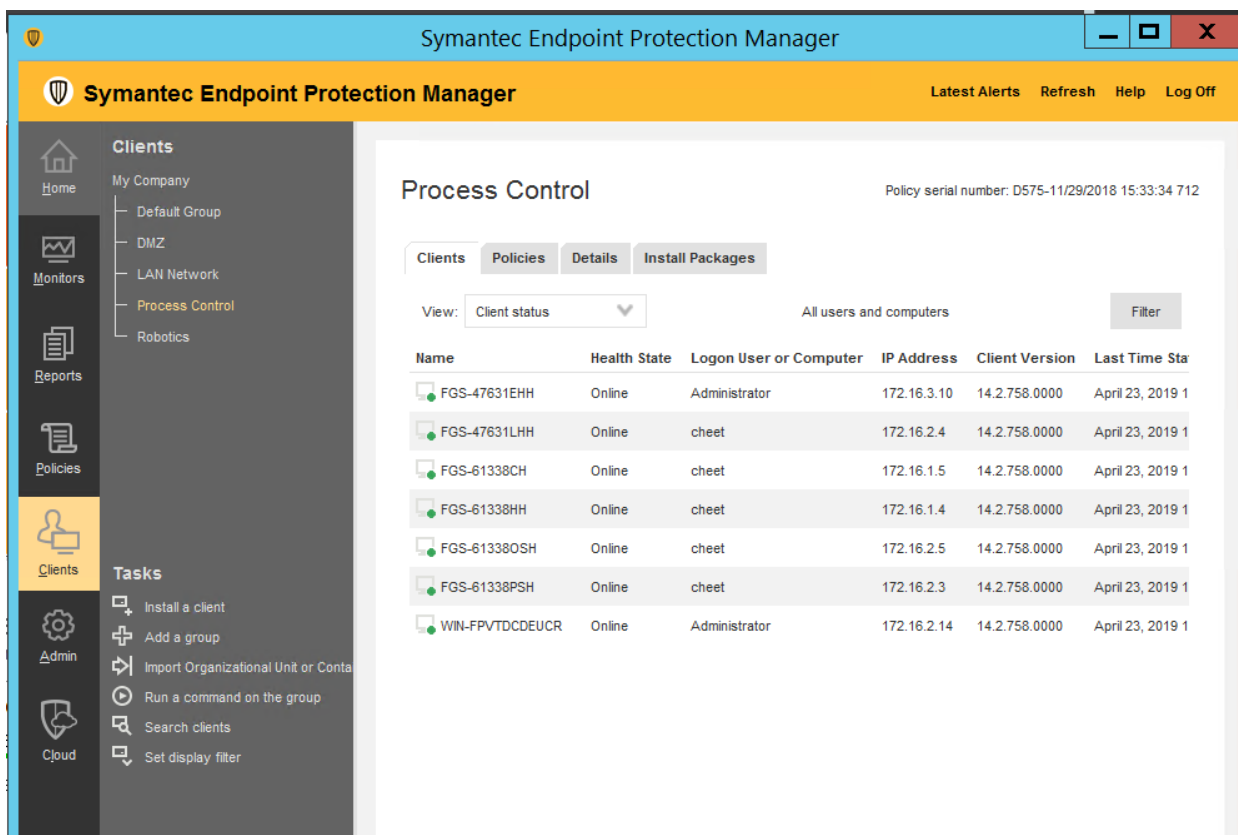 Symantec Endpoint Protection Manager
Symantec Endpoint Protection Manager
Latest Alerts Refresh Help Log Off
Home
Monitors
Reports
Policies
Clients
Admin
Cloud
Clients
My Company
Default Group
DMZ
LAN Network
Process Control
Robotics
Tasks
Install a client
Add a group
Import Organizational Unit or Conta
Run a command on the group
Search clients
Set display filter
Process Control
Policy serial number: D575-11/29/2018 15:33:34 712
Clients Policies Details Install Packages
View: Client status All users and computers Filter
Name Health State Logon User or Computer IP Address Client Version Last Time Sta
FGS-47631EHH Online Administrator 172.16.3.10 14.2.758.0000 April 23, 2019 1
FGS-47631LHH Online cheet 172.16.2.4 14.2.758.0000 April 23, 2019 1
FGS-61338CH Online cheet 172.16.1.5 14.2.758.0000 April 23, 2019 1
FGS-61338HH Online cheet 172.16.1.4 14.2.758.0000 April 23, 2019 1
FGS-61338OSH Online cheet 172.16.2.5 14.2.758.0000 April 23, 2019 1
FGS-61338PSH Online cheet 172.16.2.3 14.2.758.0000 April 23, 2019 1
WIN-FPVTDCDEUCR Online Administrator 172.16.2.14 14.2.758.0000 April 23, 2019 1